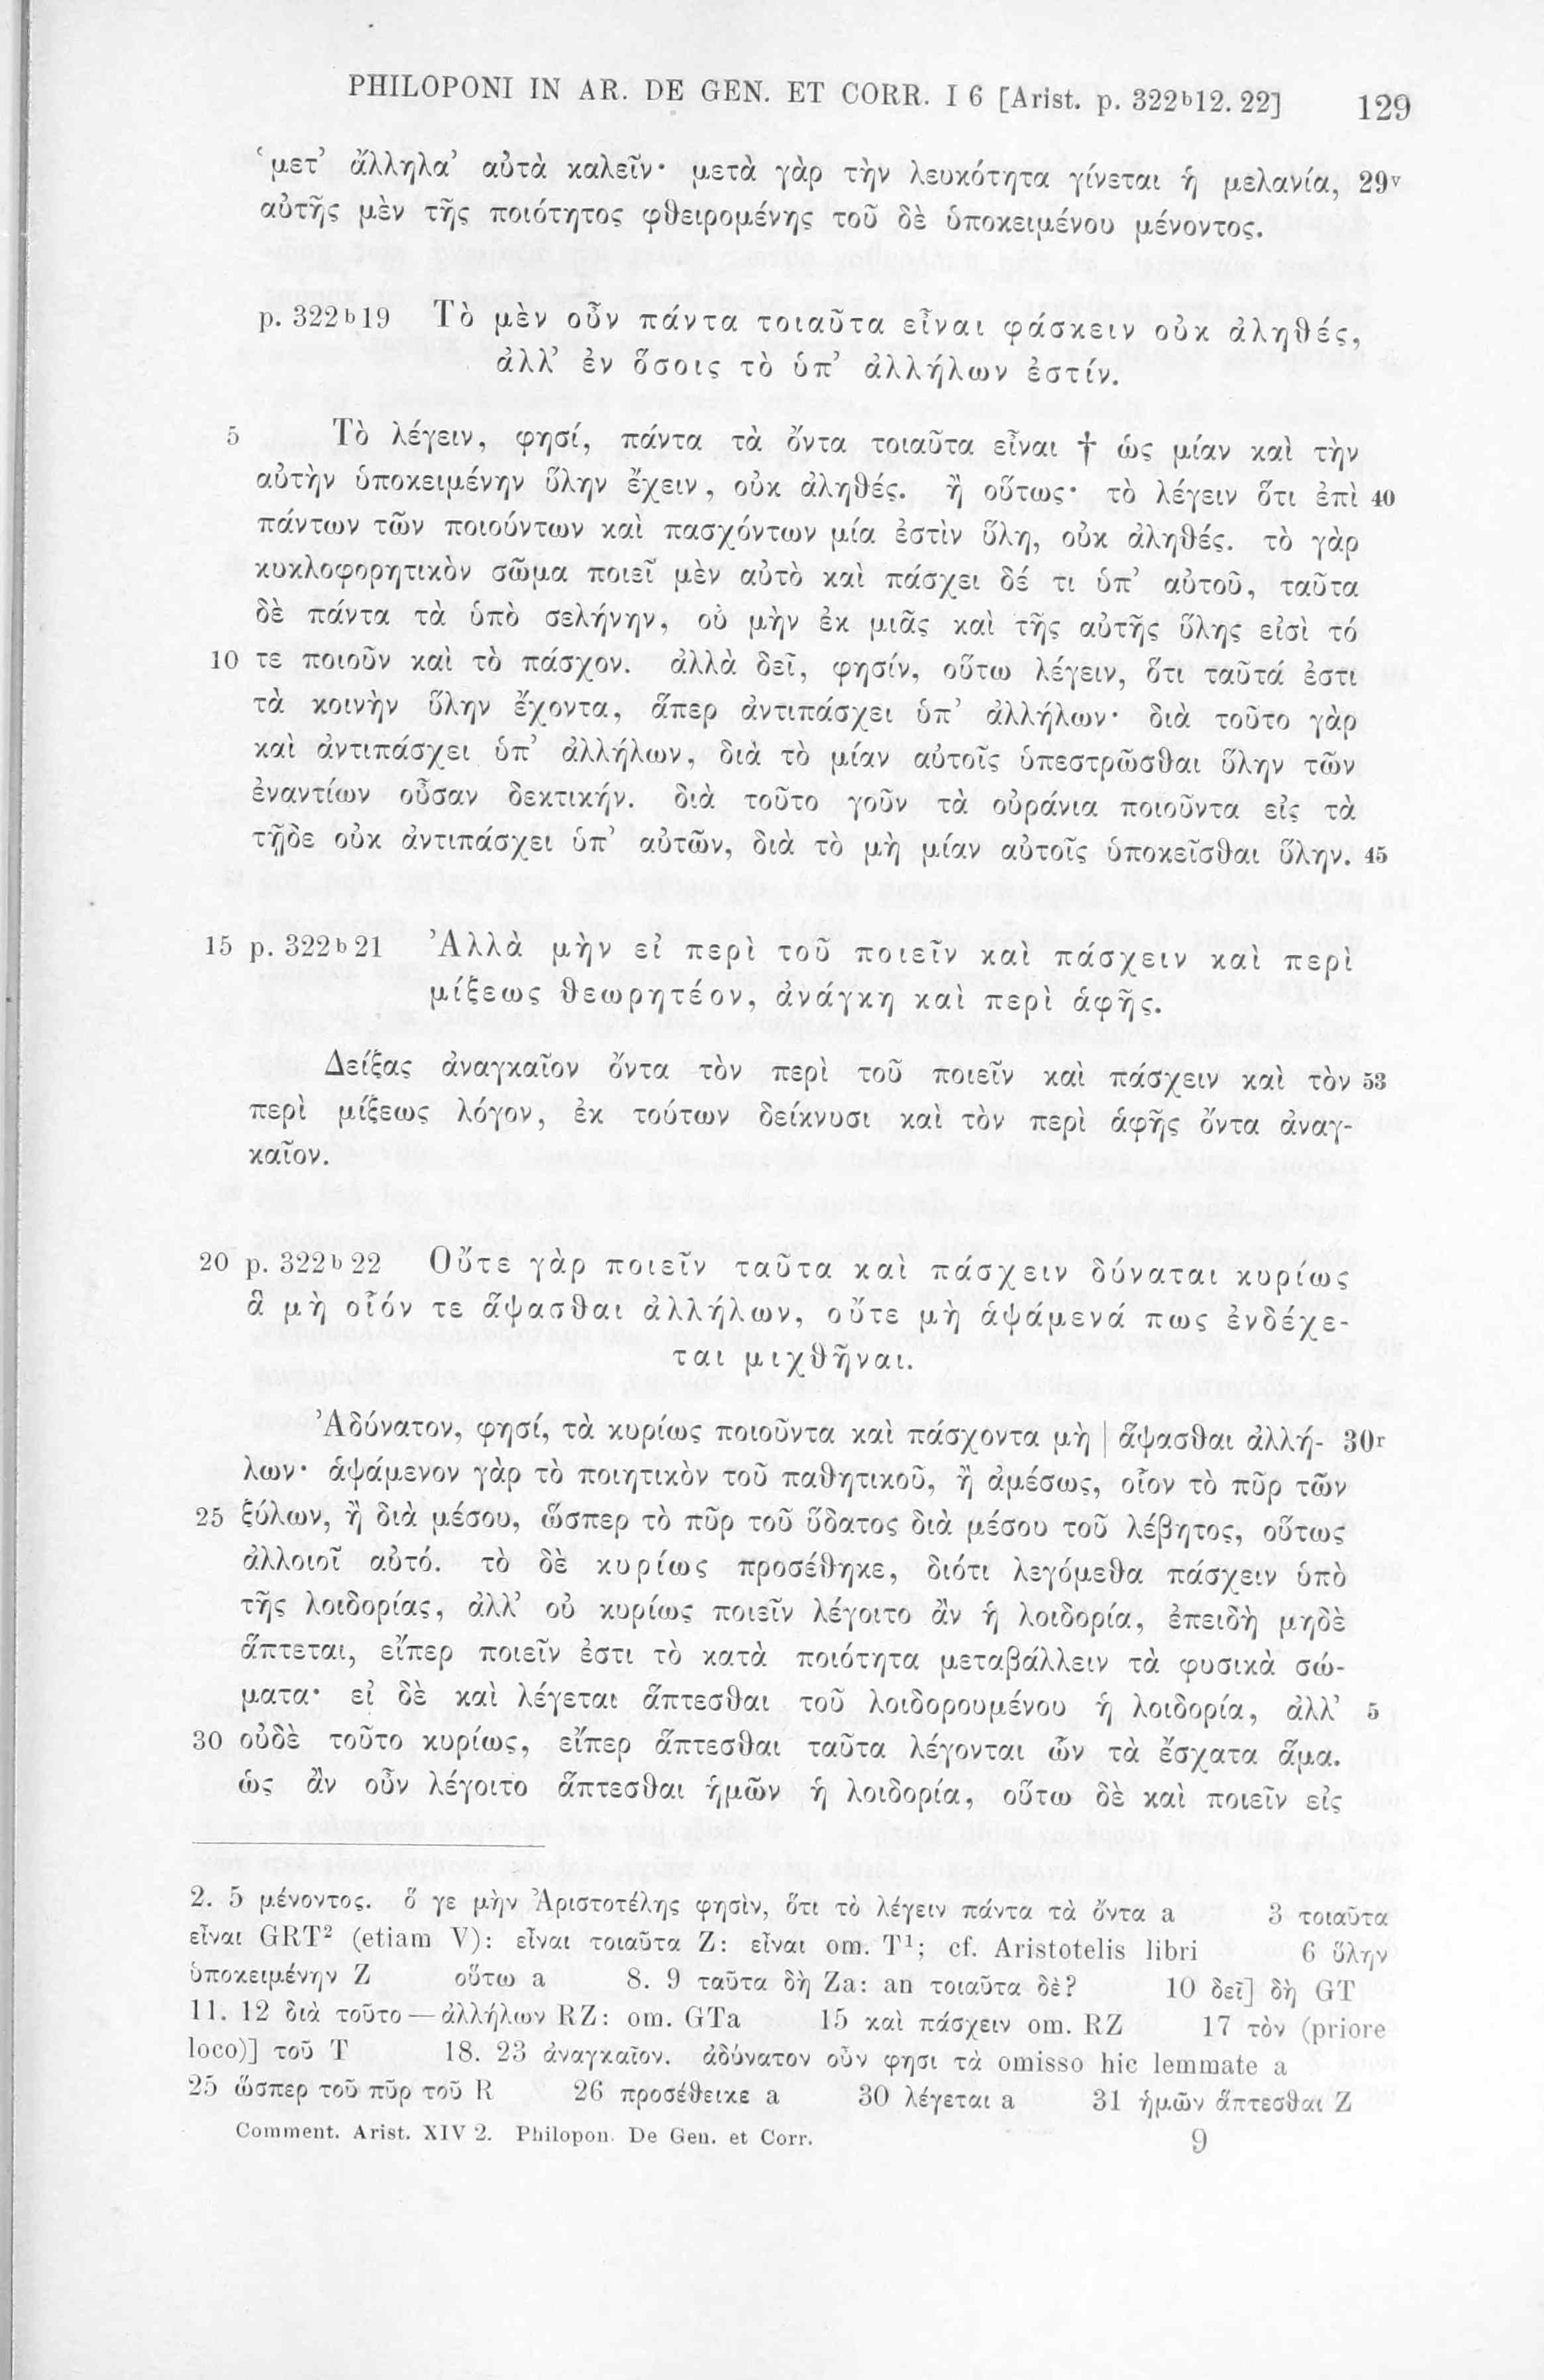 PHILOPONI IN AR. DE GEN. ET CORR. I 6 [Arist. p. 322ᵇ12. 22] 129
‘μετ’ ἄλληλα’ αὐτὰ καλεῖν· μετὰ γὰρ τὴν λευκότητα γίνεται ἡ μελανία, 29ᵛ
αὐτῆς μὲν τῆς ποιότητος φθειρομένης τοῦ δὲ ὑποκειμένου μένοντος.
p. 322ᵇ19 Τὸ μὲν οὖν πάντα τοιαῦτα εἶναι φάσκειν οὐκ ἀληθές,
ἀλλ’ ἐν ὅσοις τὸ ὑπ’ ἀλλήλων ἐστίν.
5 Τὸ λέγειν, φησί, πάντα τὰ ὄντα τοιαῦτα εἶναι † ὡς μίαν καὶ τὴν
αὐτὴν ὑποκειμένην ὕλην ἔχειν, οὐκ ἀληθές. ἢ οὕτως· τὸ λέγειν ὅτι ἐπὶ 40
πάντων τῶν ποιούντων καὶ πασχόντων μία ἐστὶν ὕλη, οὐκ ἀληθές. τὸ γὰρ
κυκλοφορητικὸν σῶμα ποιεῖ μὲν αὐτὸ καὶ πάσχει δέ τι ὑπ’ αὐτοῦ, ταῦτα
δὲ πάντα τὰ ὑπὸ σελήνην, οὐ μὴν ἐκ μιᾶς καὶ τῆς αὐτῆς ὕλης εἰσὶ τό
10 τε ποιοῦν καὶ τὸ πάσχον. ἀλλὰ δεῖ, φησίν, οὕτω λέγειν, ὅτι ταῦτά ἐστι
τὰ κοινὴν ὕλην ἔχοντα, ἅπερ ἀντιπάσχει ὑπ’ ἀλλήλων· διὰ τοῦτο γὰρ
καὶ ἀντιπάσχει ὑπ’ ἀλλήλων, διὰ τὸ μίαν αὐτοῖς ὑπεστρῶσθαι ὕλην τῶν
ἐναντίων οὖσαν δεκτικήν. διὰ τοῦτο γοῦν τὰ οὐράνια ποιοῦντα εἰς τὰ
τῇδε οὐκ ἀντιπάσχει ὑπ’ αὐτῶν, διὰ τὸ μὴ μίαν αὐτοῖς ὑποκεῖσθαι ὕλην. 45
15 p. 322ᵇ21 Ἀλλὰ μὴν εἰ περὶ τοῦ ποιεῖν καὶ πάσχειν καὶ περὶ
μίξεως θεωρητέον, ἀνάγκη καὶ περὶ ἁφῆς.
Δείξας ἀναγκαῖον ὄντα τὸν περὶ τοῦ ποιεῖν καὶ πάσχειν καὶ τὸν 53
περὶ μίξεως λόγον, ἐκ τούτων δείκνυσι καὶ τὸν περὶ ἁφῆς ὄντα ἀναγ-
καῖον.
20 p. 322ᵇ22 Οὔτε γὰρ ποιεῖν ταῦτα καὶ πάσχειν δύναται κυρίως
ἃ μὴ οἷόν τε ἅψασθαι ἀλλήλων, οὔτε μὴ ἁψάμενά πως ἐνδέχε-
ται μιχθῆναι.
Ἀδύνατον, φησί, τὰ κυρίως ποιοῦντα καὶ πάσχοντα μὴ | ἅψασθαι ἀλλή- 30ʳ
λων· ἁψάμενον γὰρ τὸ ποιητικὸν τοῦ παθητικοῦ, ἢ ἀμέσως, οἷον τὸ πῦρ τῶν
25 ξύλων, ἢ διὰ μέσου, ὥσπερ τὸ πῦρ τοῦ ὕδατος διὰ μέσου τοῦ λέβητος, οὕτως
ἀλλοιοῖ αὐτό. τὸ δὲ κυρίως προσέθηκε, διότι λεγόμεθα πάσχειν ὑπὸ
τῆς λοιδορίας, ἀλλ’ οὐ κυρίως ποιεῖν λέγοιτο ἂν ἡ λοιδορία, ἐπειδὴ μηδὲ
ἅπτεται, εἴπερ ποιεῖν ἐστι τὸ κατὰ ποιότητα μεταβάλλειν τὰ φυσικὰ σώ-
ματα· εἰ δὲ καὶ λέγεται ἅπτεσθαι τοῦ λοιδορουμένου ἡ λοιδορία, ἀλλ’ 5
30 οὐδὲ τοῦτο κυρίως, εἴπερ ἅπτεσθαι ταῦτα λέγονται ὧν τὰ ἔσχατα ἅμα.
ὡς ἂν οὖν λέγοιτο ἅπτεσθαι ἡμῶν ἡ λοιδορία, οὕτω δὲ καὶ ποιεῖν εἰς
2. 5 μένοντος. ὅ γε μὴν Ἀριστοτέλης φησὶν, ὅτι τὸ λέγειν πάντα τὰ ὄντα a 3 τοιαῦτα
εἶναι GRT² (etiam V): εἶναι τοιαῦτα Z: εἶναι om. T¹; cf. Aristotelis libri 6 ὕλην
ὑποκειμένην Z οὕτω a 8. 9 ταῦτα δὴ Za: an τοιαῦτα δὲ? 10 δεῖ] δὴ GT
11. 12 διὰ τοῦτο — ἀλλήλων RZ: om. GTa 15 καὶ πάσχειν om. RZ 17 τὸν (priore
loco)] τοῦ T 18. 23 ἀναγκαῖον. ἀδύνατον οὖν φησι τὰ omisso hic lemmate a
25 ὥσπερ τοῦ πῦρ τοῦ R 26 προσέθεικε a 30 λέγεται a 31 ἡμῶν ἅπτεσθαι Z
Comment. Arist. XIV 2. Philopon. De Gen. et Corr. 9